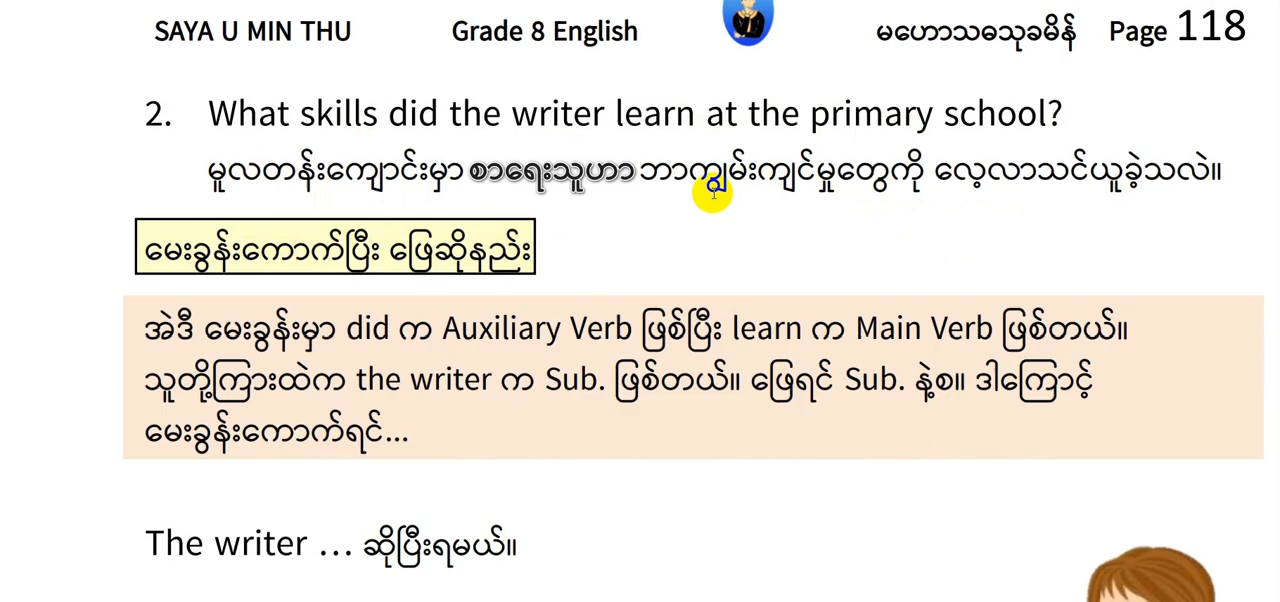 SAYA U MIN THU Grade 8 English မဟောသဓသုခမိန် Page 118
2. What skills did the writer learn at the primary school?
မူလတန်းကျောင်းမှာ စာရေးသူဟာ ဘာကျွမ်းကျင်မှုတွေကို လေ့လာသင်ယူခဲ့သလဲ။
မေးခွန်းကောက်ပြီး ဖြေဆိုနည်း
အဲဒီ မေးခွန်းမှာ did က Auxiliary Verb ဖြစ်ပြီး learn က Main Verb ဖြစ်တယ်။
သူတို့ကြားထဲက the writer က Sub. ဖြစ်တယ်။ ဖြေရင် Sub. နဲ့စ။ ဒါကြောင့်
မေးခွန်းကောက်ရင်...
The writer … ဆိုပြီးရမယ်။